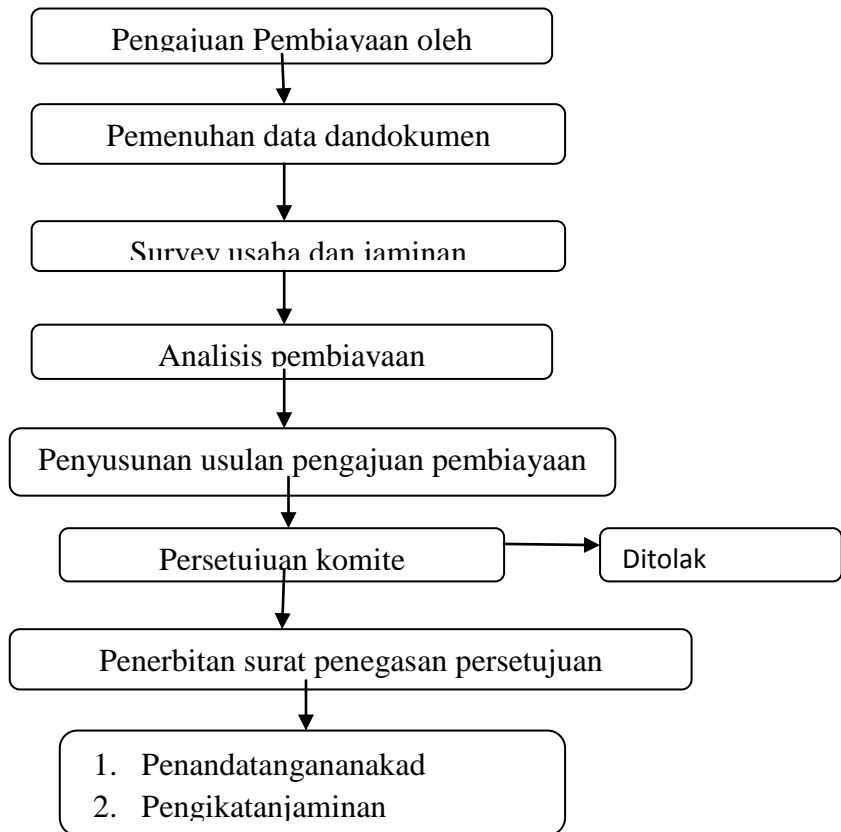 Pengajuan Pembiayaan oleh
Pemenuhan data dandokumen
Survey usaha dan jaminan
Analisis pembiayaan
Penyusunan usulan pengajuan pembiayaan
Persetujuan komite
Ditolak
Penerbitan surat penegasan persetujuan
1. Penandatangananakad
2. Pengikatanjaminan